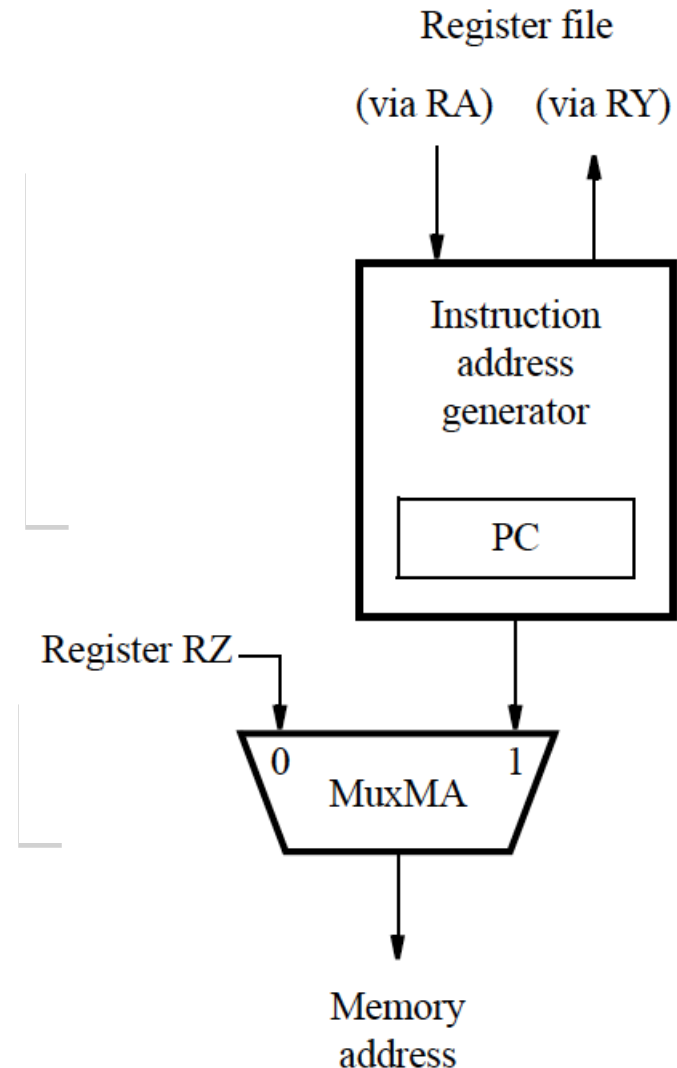 Register file
(via RA) (via RY)
Instruction
address
generator
PC
Register RZ
0 1
MuxMA
Memory
address